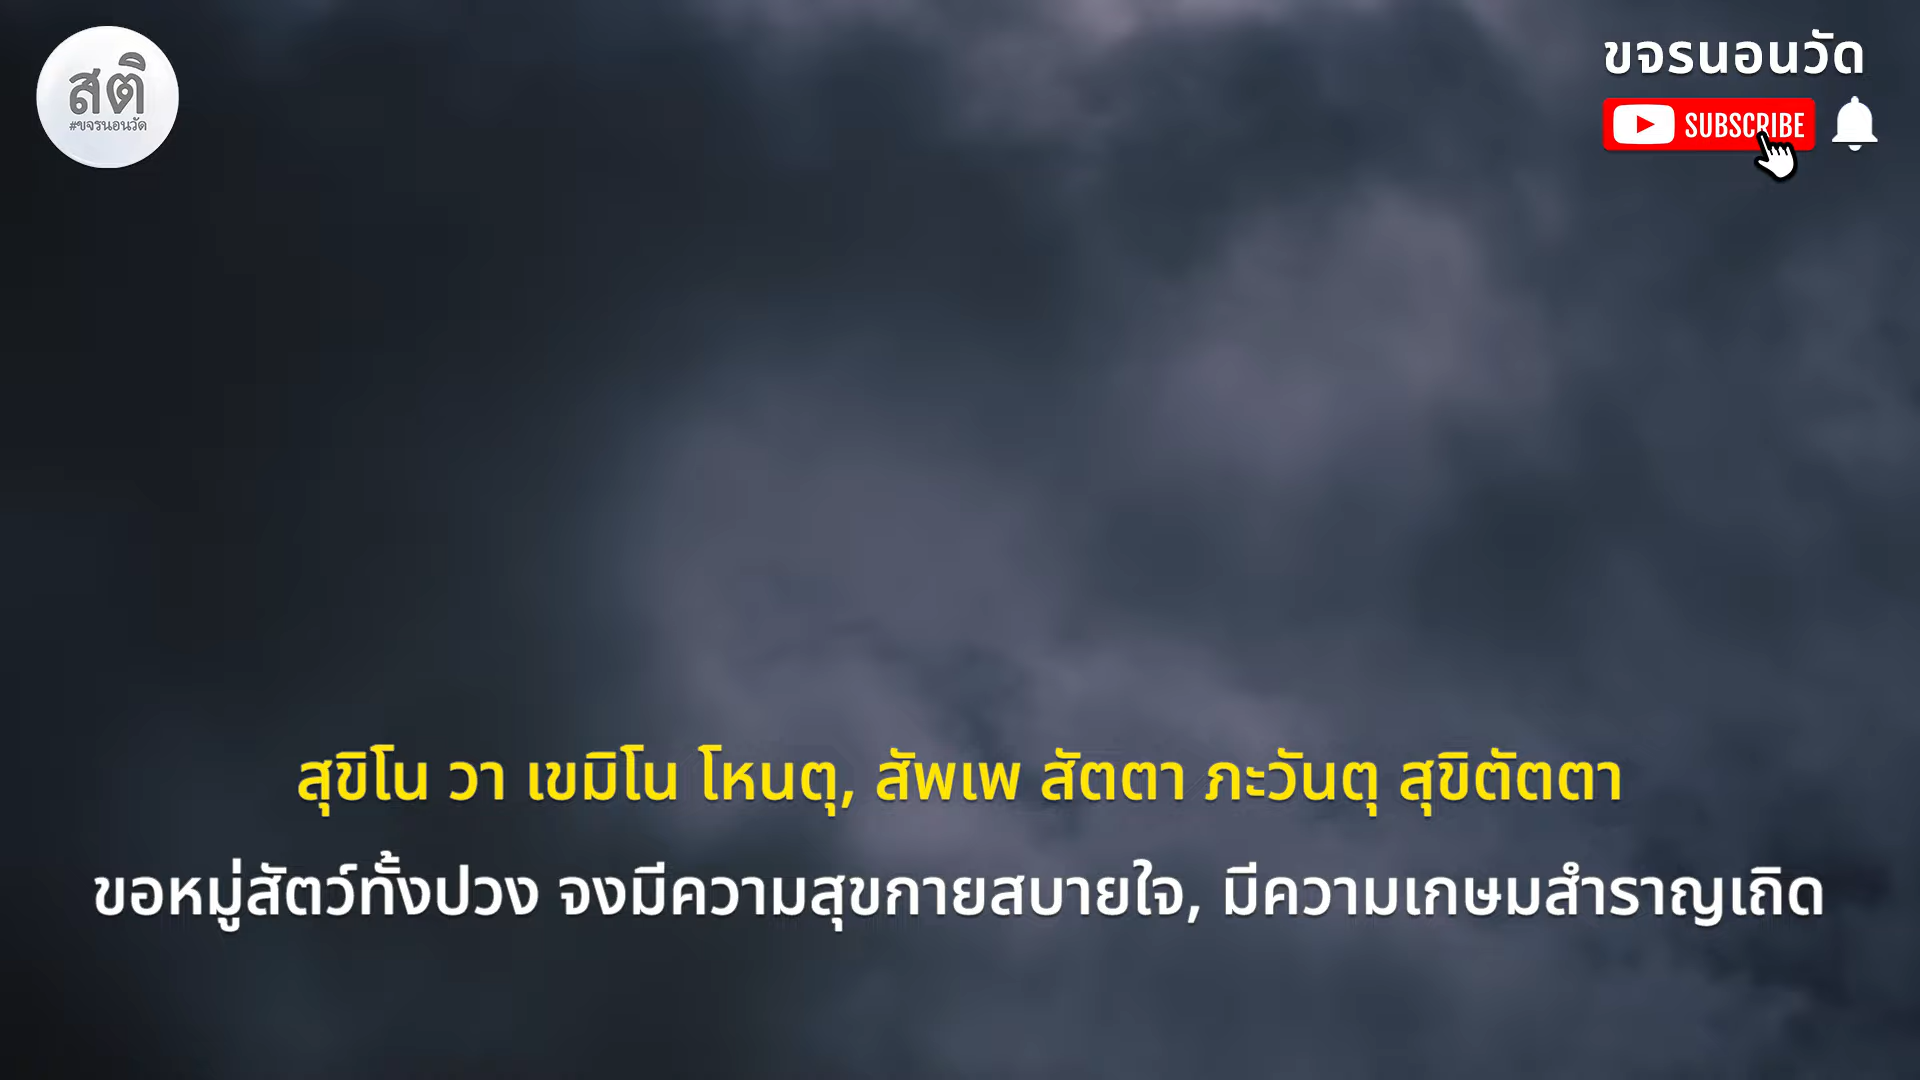 สติ
#ขจรนอนวัด
ขจรนอนวัด
SUBSCRIBE
สุขิโน วา เขมิโน โหนตุ, สัพเพ สัตตา ภะวันตุ สุขิตัตตา
ขอหมู่สัตว์ทั้งปวง จงมีความสุขกายสบายใจ, มีความเกษมสำราญเถิด